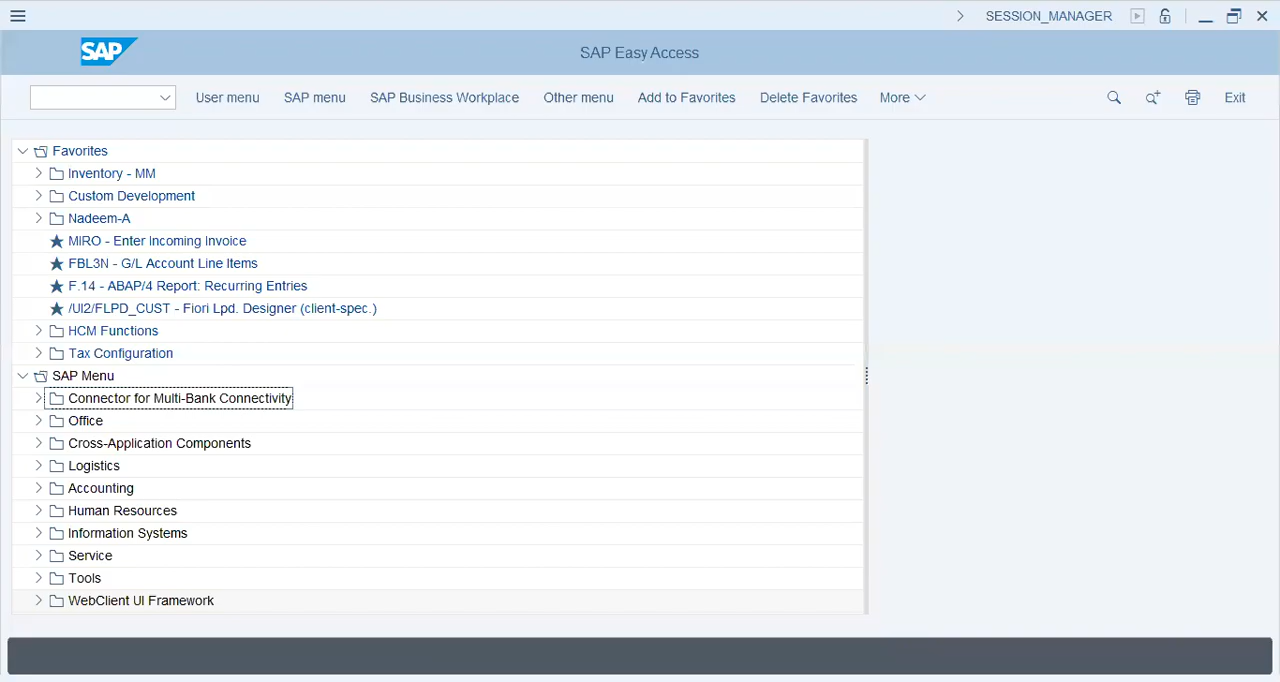 SESSION_MANAGER
SAP
SAP Easy Access
User menu SAP menu SAP Business Workplace Other menu Add to Favorites Delete Favorites More Exit
Favorites
Inventory - MM
Custom Development
Nadeem-A
MIRO - Enter Incoming Invoice
FBL3N - G/L Account Line Items
F.14 - ABAP/4 Report: Recurring Entries
/UI2/FLPD_CUST - Fiori Lpd. Designer (client-spec.)
HCM Functions
Tax Configuration
SAP Menu
Connector for Multi-Bank Connectivity
Office
Cross-Application Components
Logistics
Accounting
Human Resources
Information Systems
Service
Tools
WebClient UI Framework